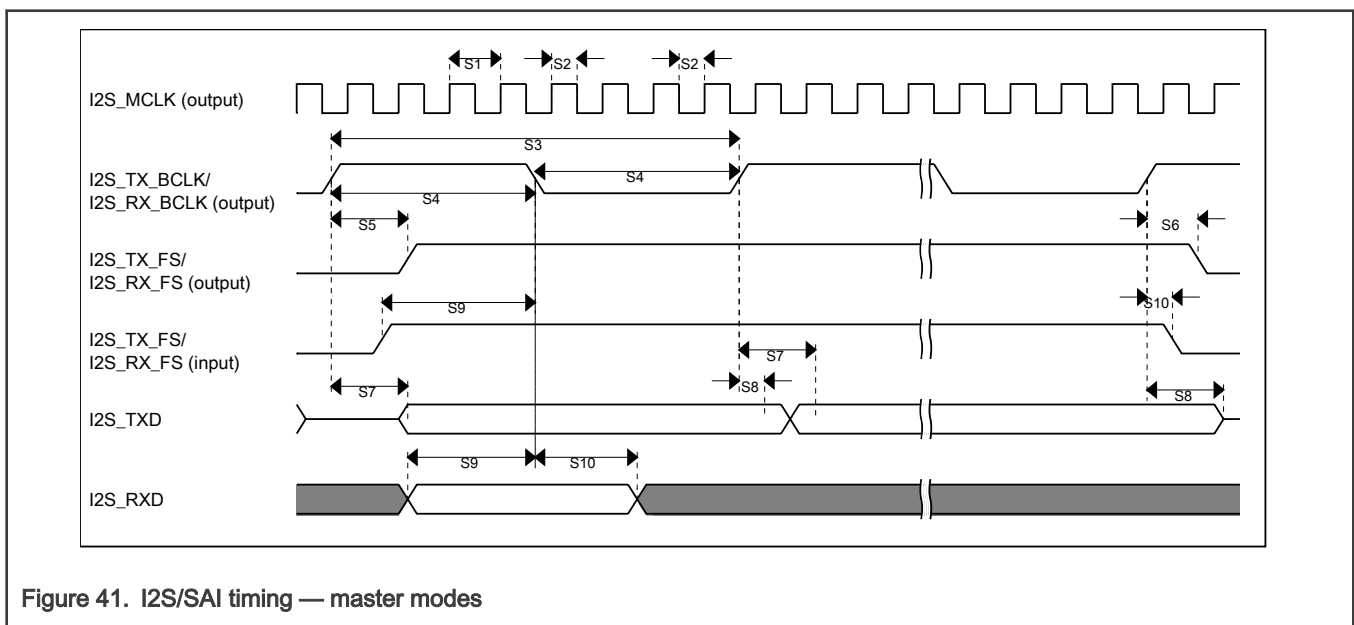 S1 S2 S2
I2S_MCLK (output)
S3
I2S_TX_BCLK/
I2S_RX_BCLK (output)
S4
S4
S5
S6
I2S_TX_FS/
I2S_RX_FS (output)
S9
S10
I2S_TX_FS/
I2S_RX_FS (input)
S7
S7
S8
S8
I2S_TXD
S9
S10
I2S_RXD
Figure 41. I2S/SAI timing — master modes